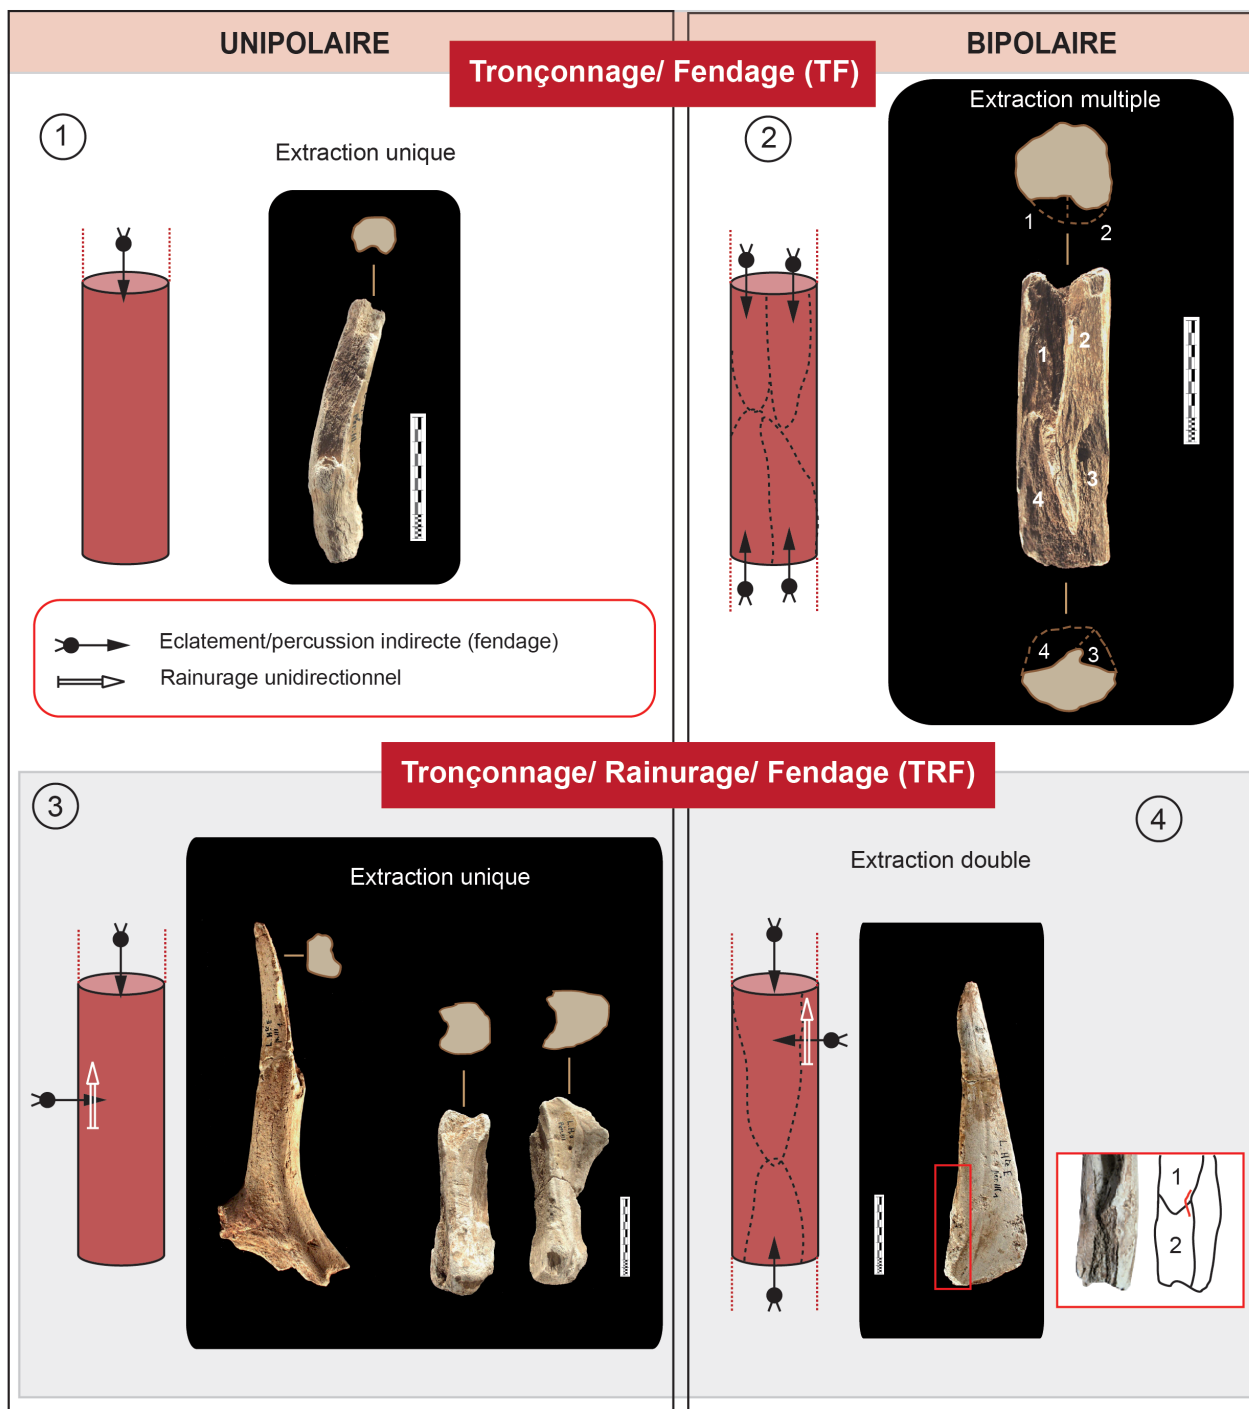 UNIPOLAIRE
BIPOLAIRE
Tronçonnage/ Fendage (TF)
1
Extraction unique
2
Extraction multiple
1
2
1
2
3
4
4
3
Eclatement/percussion indirecte (fendage)
Rainurage unidirectionnel
Tronçonnage/ Rainurage/ Fendage (TRF)
3
Extraction unique
4
Extraction double
L. Hte E
1
2